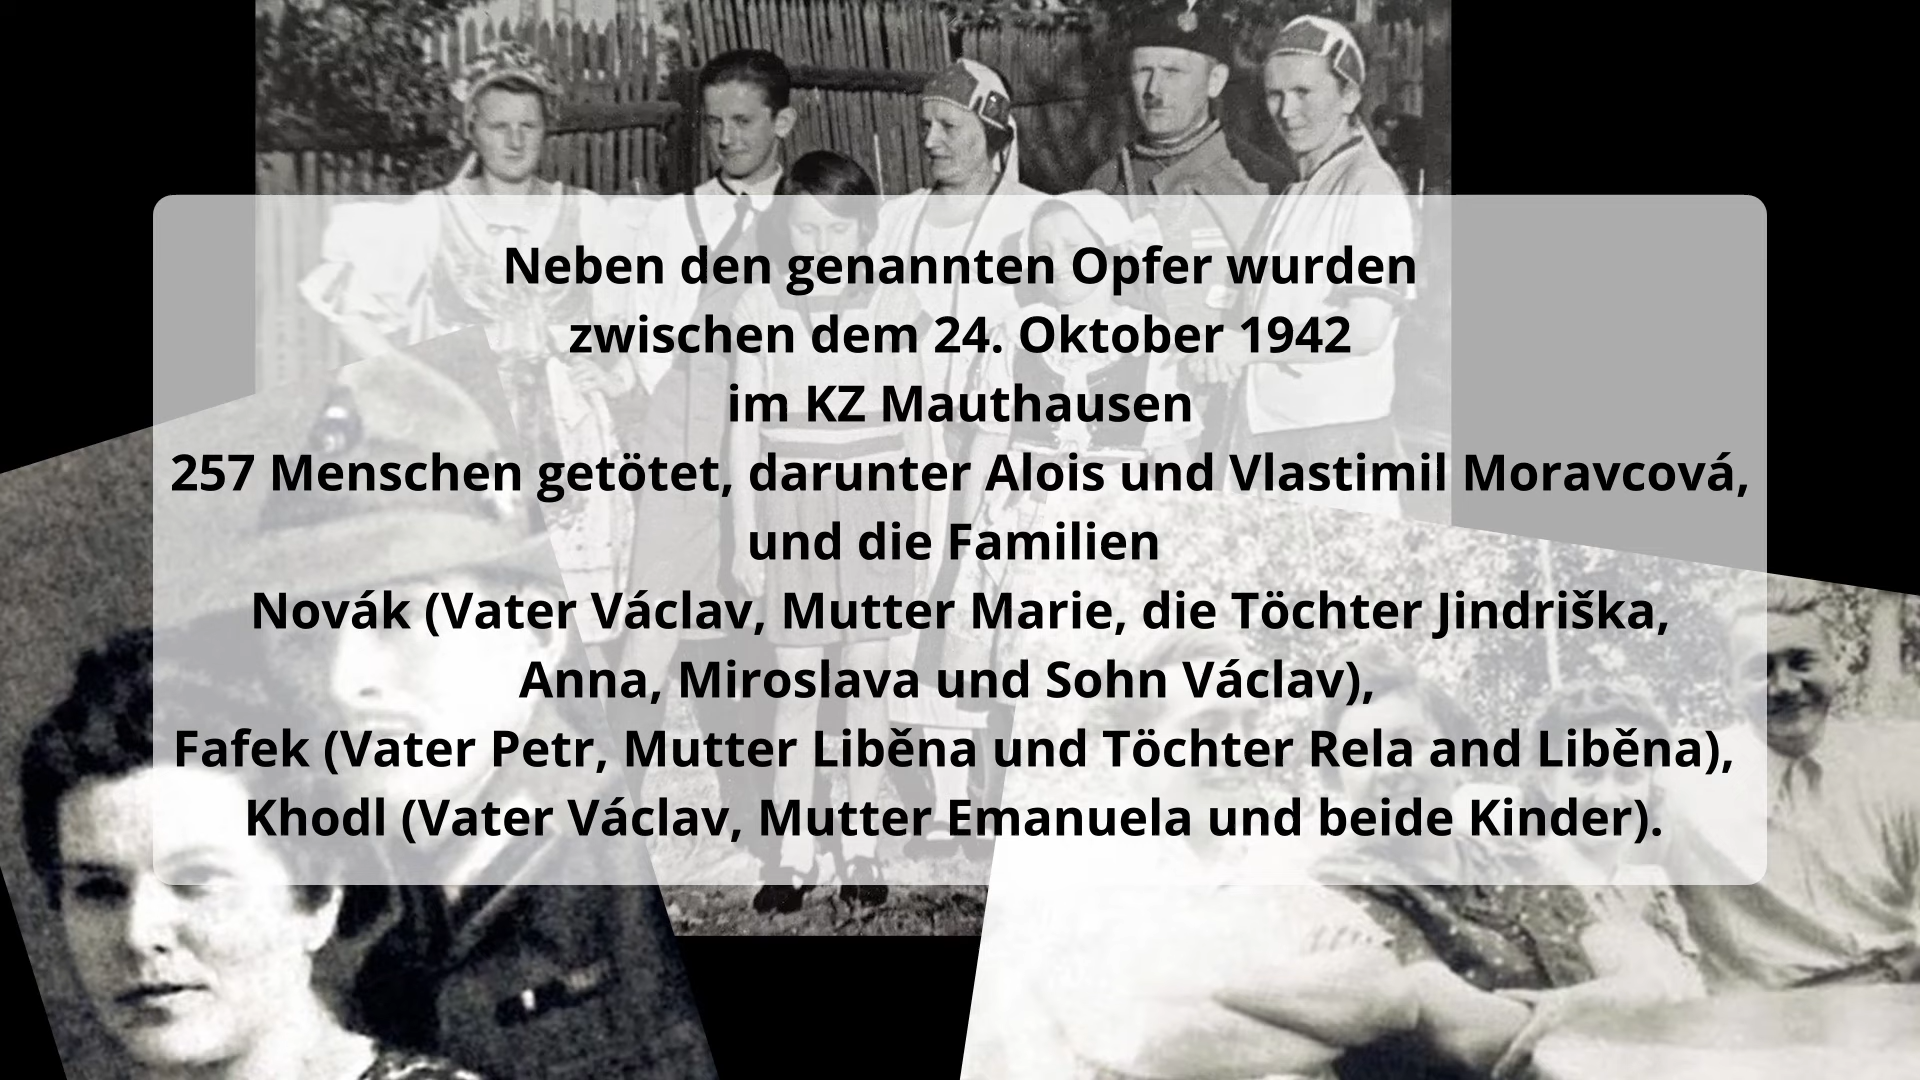 Neben den genannten Opfer wurden
zwischen dem 24. Oktober 1942
im KZ Mauthausen
257 Menschen getötet, darunter Alois und Vlastimil Moravcová,
und die Familien
Novák (Vater Václav, Mutter Marie, die Töchter Jindriška,
Anna, Miroslava und Sohn Václav),
Fafek (Vater Petr, Mutter Liběna und Töchter Rela and Liběna),
Khodl (Vater Václav, Mutter Emanuela und beide Kinder).